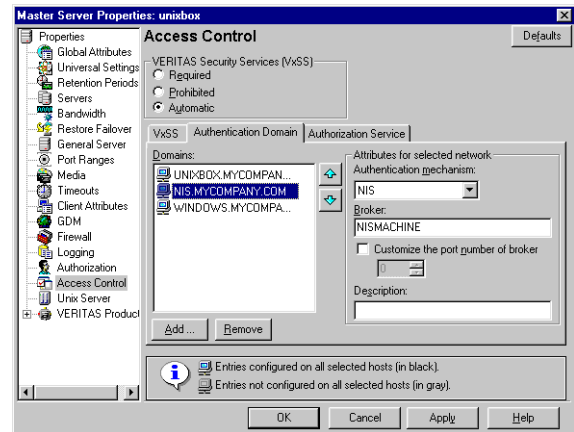 Master Server Properties: unixbox
Properties
Global Attributes
Universal Settings
Retention Periods
Servers
Bandwidth
Restore Failover
General Server
Port Ranges
Media
Timeouts
Client Attributes
GDM
Firewall
Logging
Authorization
Access Control
Unix Server
VERITAS Product
Access Control
Defaults
VERITAS Security Services (VxSS)
Required
Prohibited
Automatic
VxSS Authentication Domain Authorization Service
Domains:
UNIXBOX.MYCOMPAN...
NIS.MYCOMPANY.COM
WINDOWS.MYCOMPA...
Add ... Remove
Attributes for selected network
Authentication mechanism:
NIS
Broker:
NISMACHINE
Customize the port number of broker
0
Description:
Entries configured on all selected hosts (in black).
Entries not configured on all selected hosts (in gray).
OK Cancel Apply Help